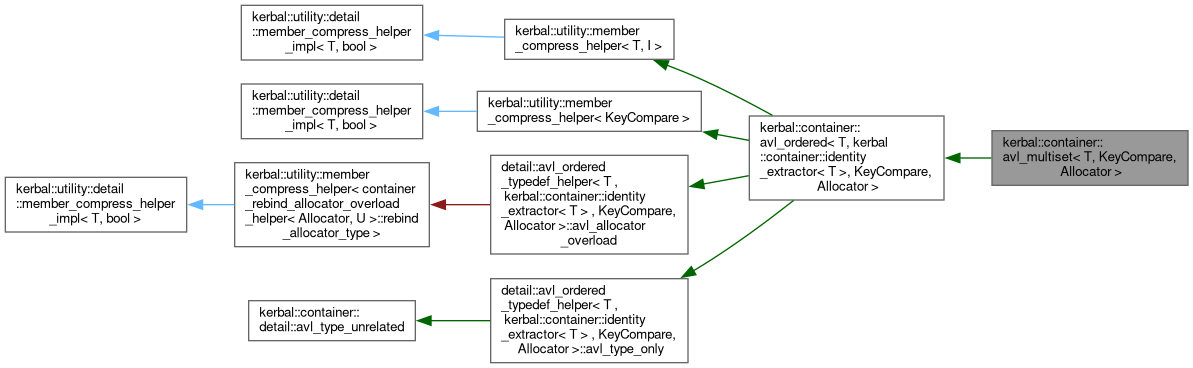 kerbal::utility::detail
::member_compress_helper
_impl< T, bool >
kerbal::utility::member
_compress_helper< T, I >
kerbal::utility::detail
::member_compress_helper
_impl< T, bool >
kerbal::utility::member
_compress_helper< KeyCompare >
kerbal::utility::detail
::member_compress_helper
_impl< T, bool >
kerbal::utility::member
_compress_helper< container
_rebind_allocator_overload
_helper< Allocator, U >::rebind
_allocator_type >
detail::avl_ordered
_typedef_helper< T ,
kerbal::container::identity
_extractor< T > , KeyCompare,
Allocator >::avl_allocator
_overload
kerbal::container::
detail::avl_type_unrelated
detail::avl_ordered
_typedef_helper< T ,
kerbal::container::identity
_extractor< T > , KeyCompare,
Allocator >::avl_type_only
kerbal::container::
avl_ordered< T, kerbal
::container::identity
_extractor< T >, KeyCompare,
Allocator >
kerbal::container::
avl_multiset< T, KeyCompare,
Allocator >